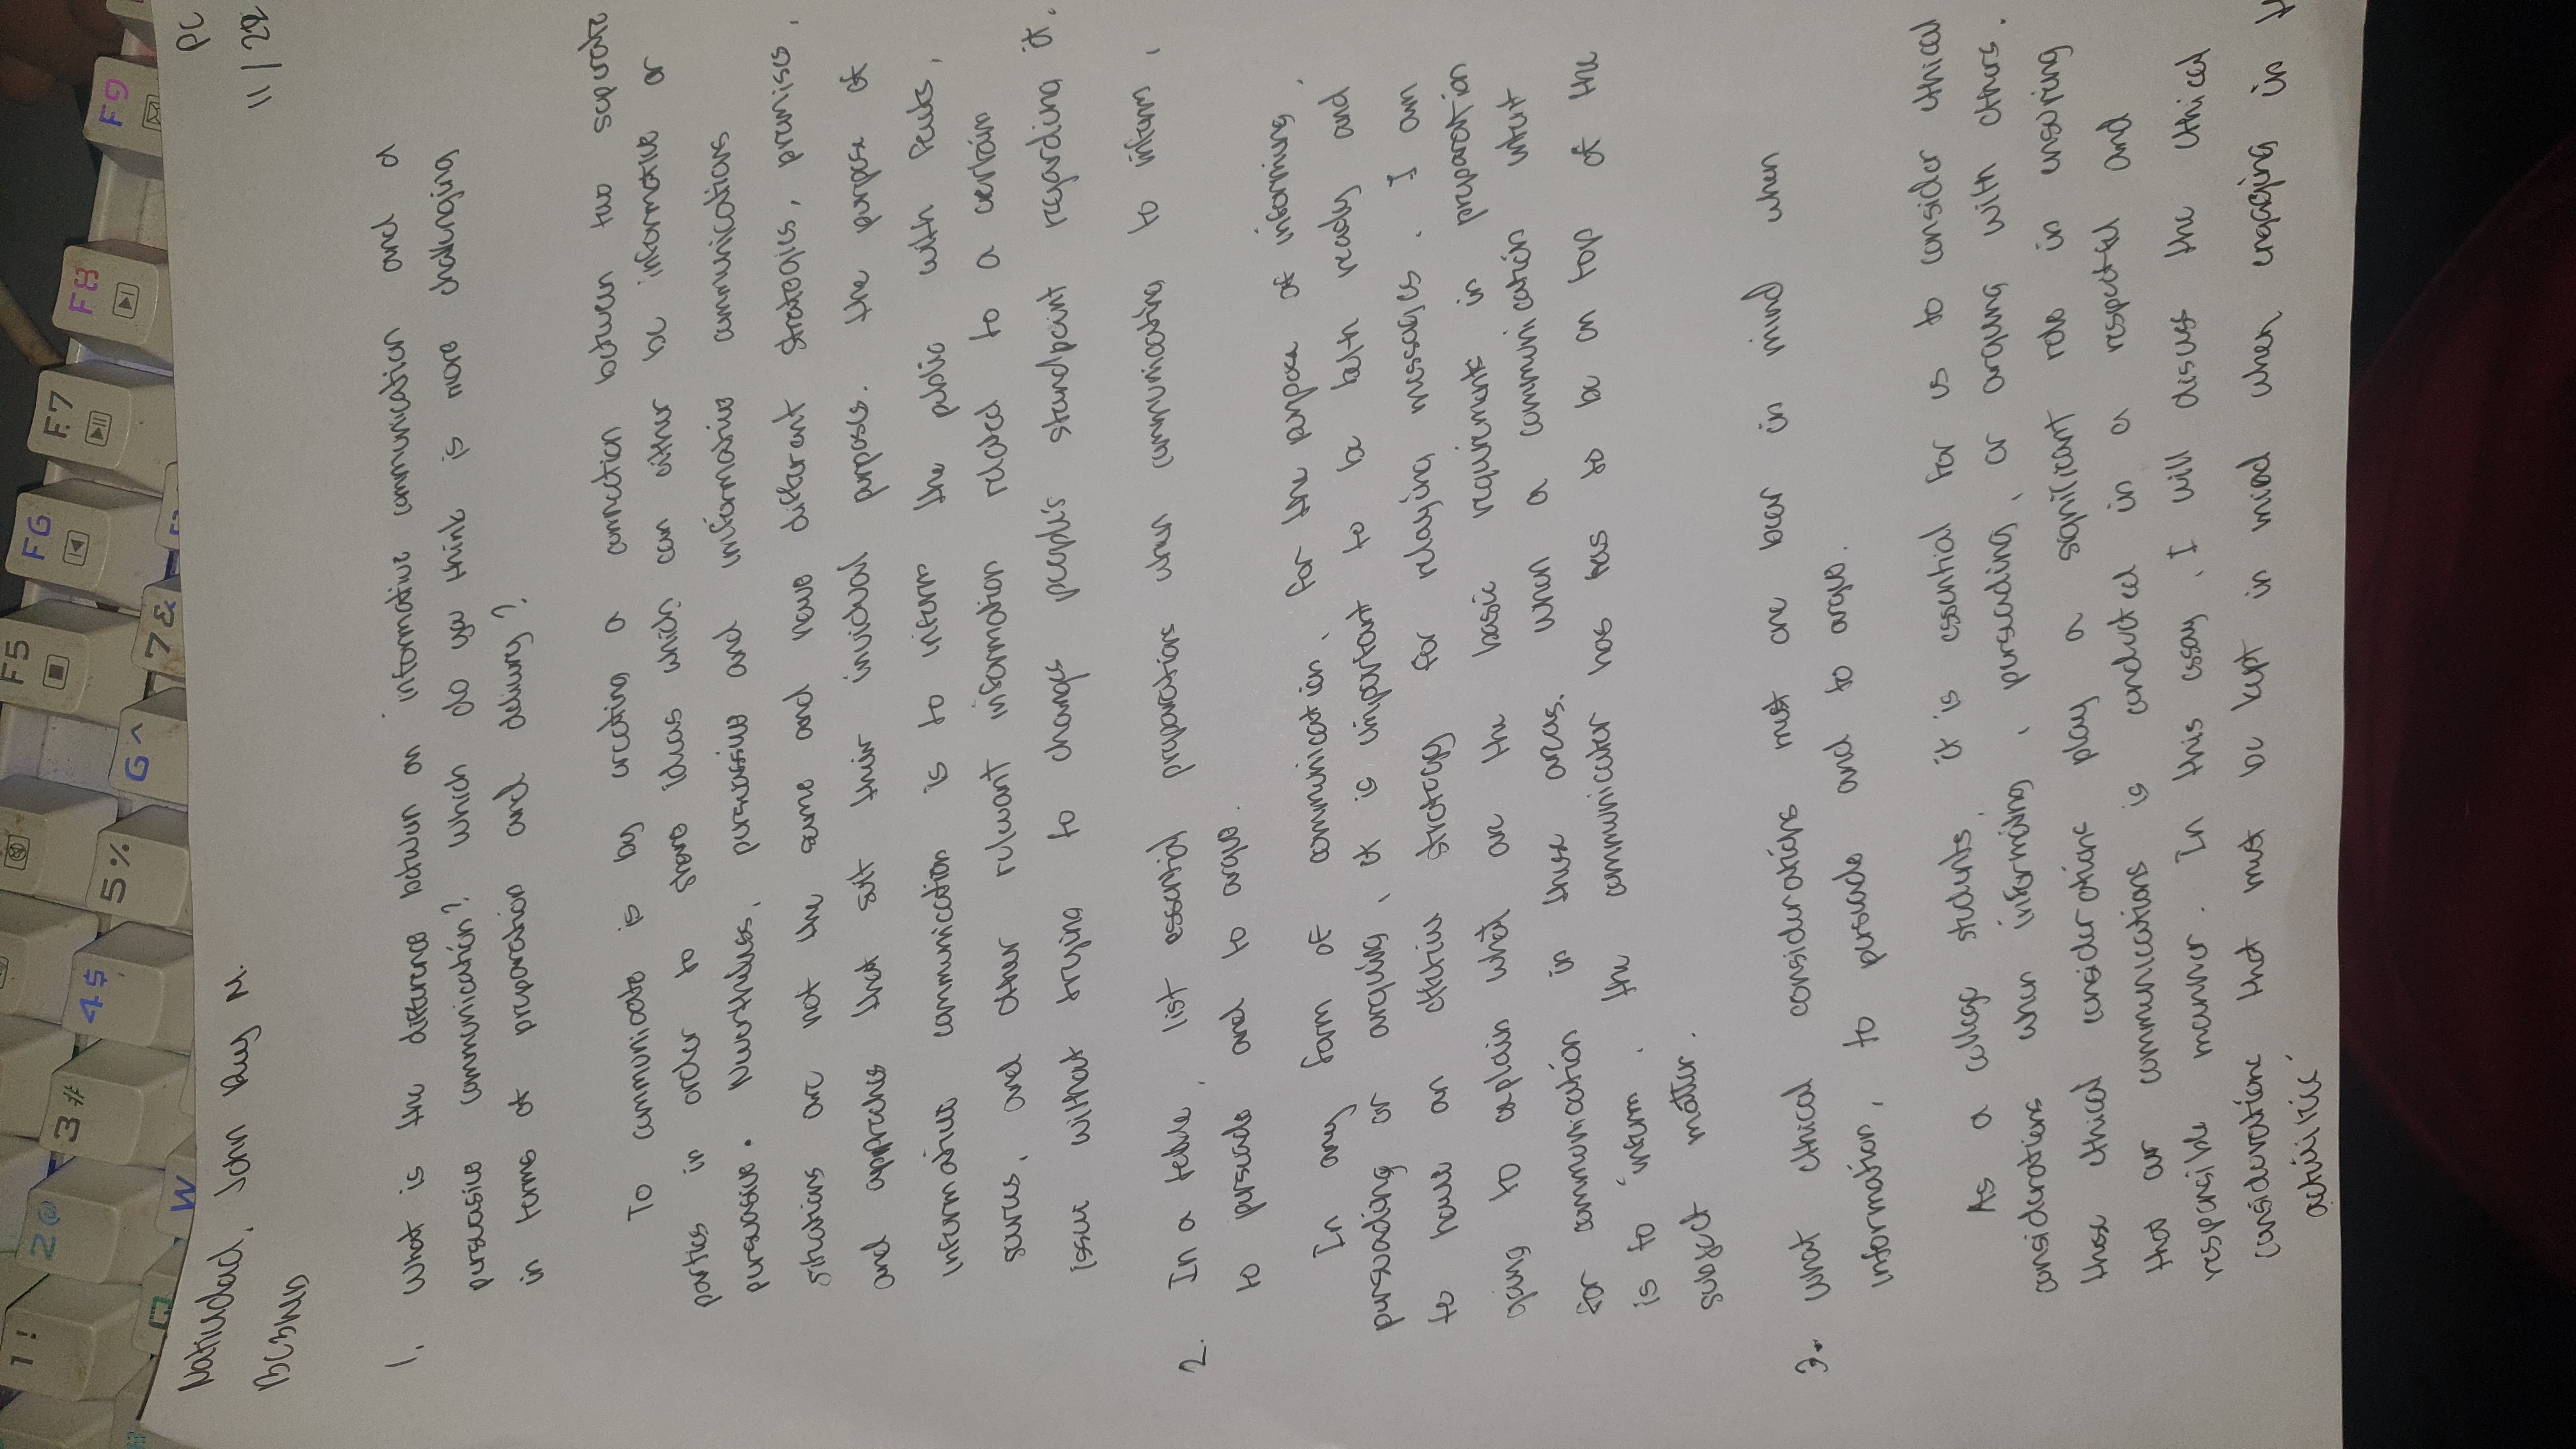 1! 2@ 3# 4$ 5% 6^ 7& F5 F6 F7 F8 F9
Q W
John M. PC
11/22
1. What is the difference between an informative communication and a
persuasive communication? Which do you think is more challenging
in terms of preparation and delivery?
To communicate is by creating a connection between two separate
parties in order to share ideas which can either be informative or
persuasive. Nevertheless, persuassive and informative communications
situations are not the same and have different strategies, premises,
and approches that suit their invidual purposes. The purpose of
informative communication is to inform the public with facts,
sources, and other relevant information related to a certain
issue without trying to changes people's standpoint regarding it.
2. In a table, list essential preparations when communicating to inform,
to persuade and to argue.
In any form of communication, for the purpose of informing,
persuading or arguing, it is important to be both ready and
to have an effective strategy for relaying messages. I am
going to explain what are the basic requirements in preparation
for communication in these areas. When a communication intent
is to inform, the communicator has has to be on top of the
subject matter.
3. What ethical considerations must one bear in mind when
information, to persuade and to argue.
As a college students, it is essential for us to consider ethical
considerations when informing, persuading, or arguing with others.
these ethical considerations play a significant role in ensuring
that our communications is conducted in a respectful and
responsible manner. In this essay, I will discuss the ethical
considerations that must be kept in mind when engaging in
activities